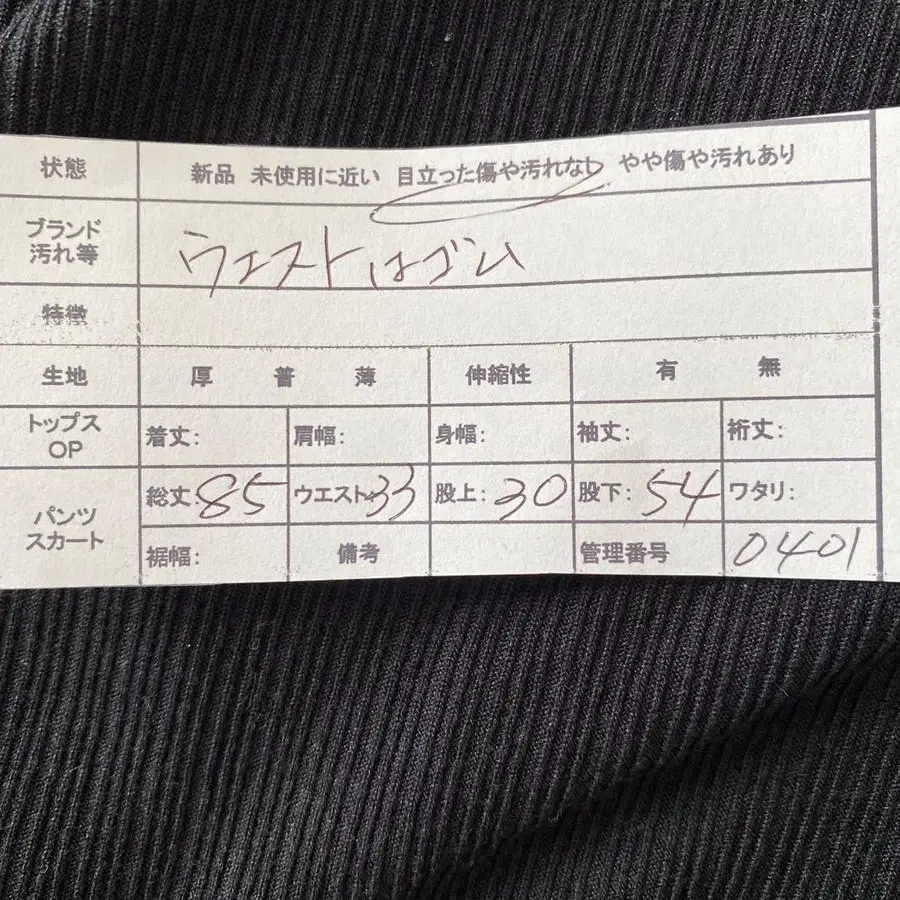 状態 新品 未使用に近い 目立った傷や汚れなし やや傷や汚れあり
ブランド
汚れ等
ウエストはゴム
特徴
生地 厚 普 薄 伸縮性 有 無
トップス
OP
着丈: 肩幅: 身幅: 袖丈: 裄丈:
パンツ
スカート
総丈:85 ウエスト:33 股上:30 股下:54 ワタリ:
裾幅: 備考 管理番号 0401